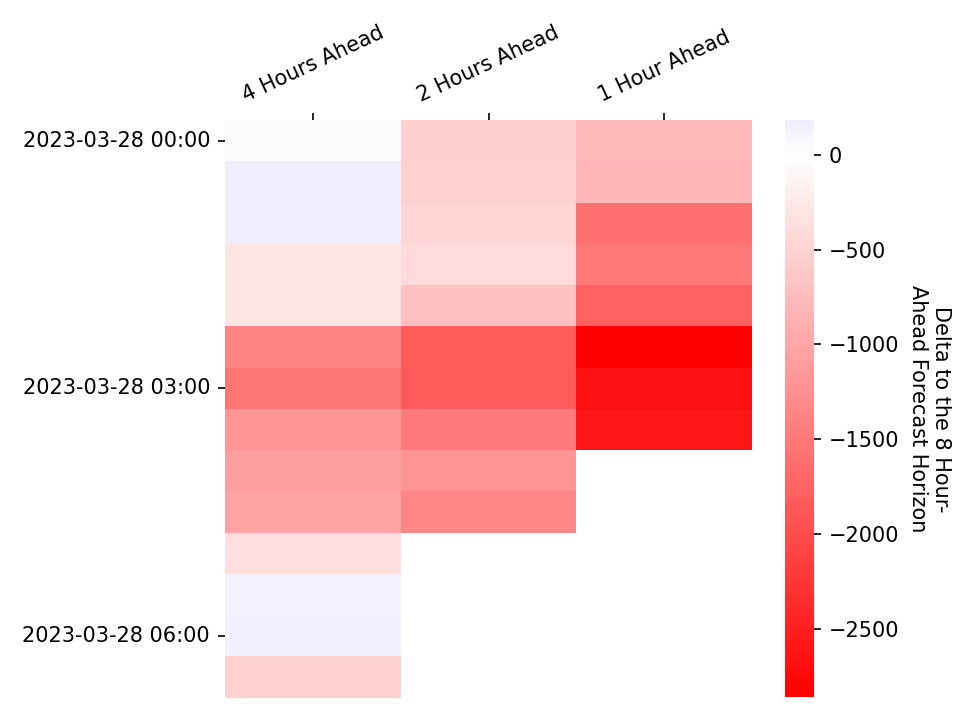 4 Hours Ahead
2 Hours Ahead
1 Hour Ahead
2023-03-28 00:00
2023-03-28 03:00
2023-03-28 06:00
0
−500
−1000
−1500
−2000
−2500
Delta to the 8 Hour-
Ahead Forecast Horizon